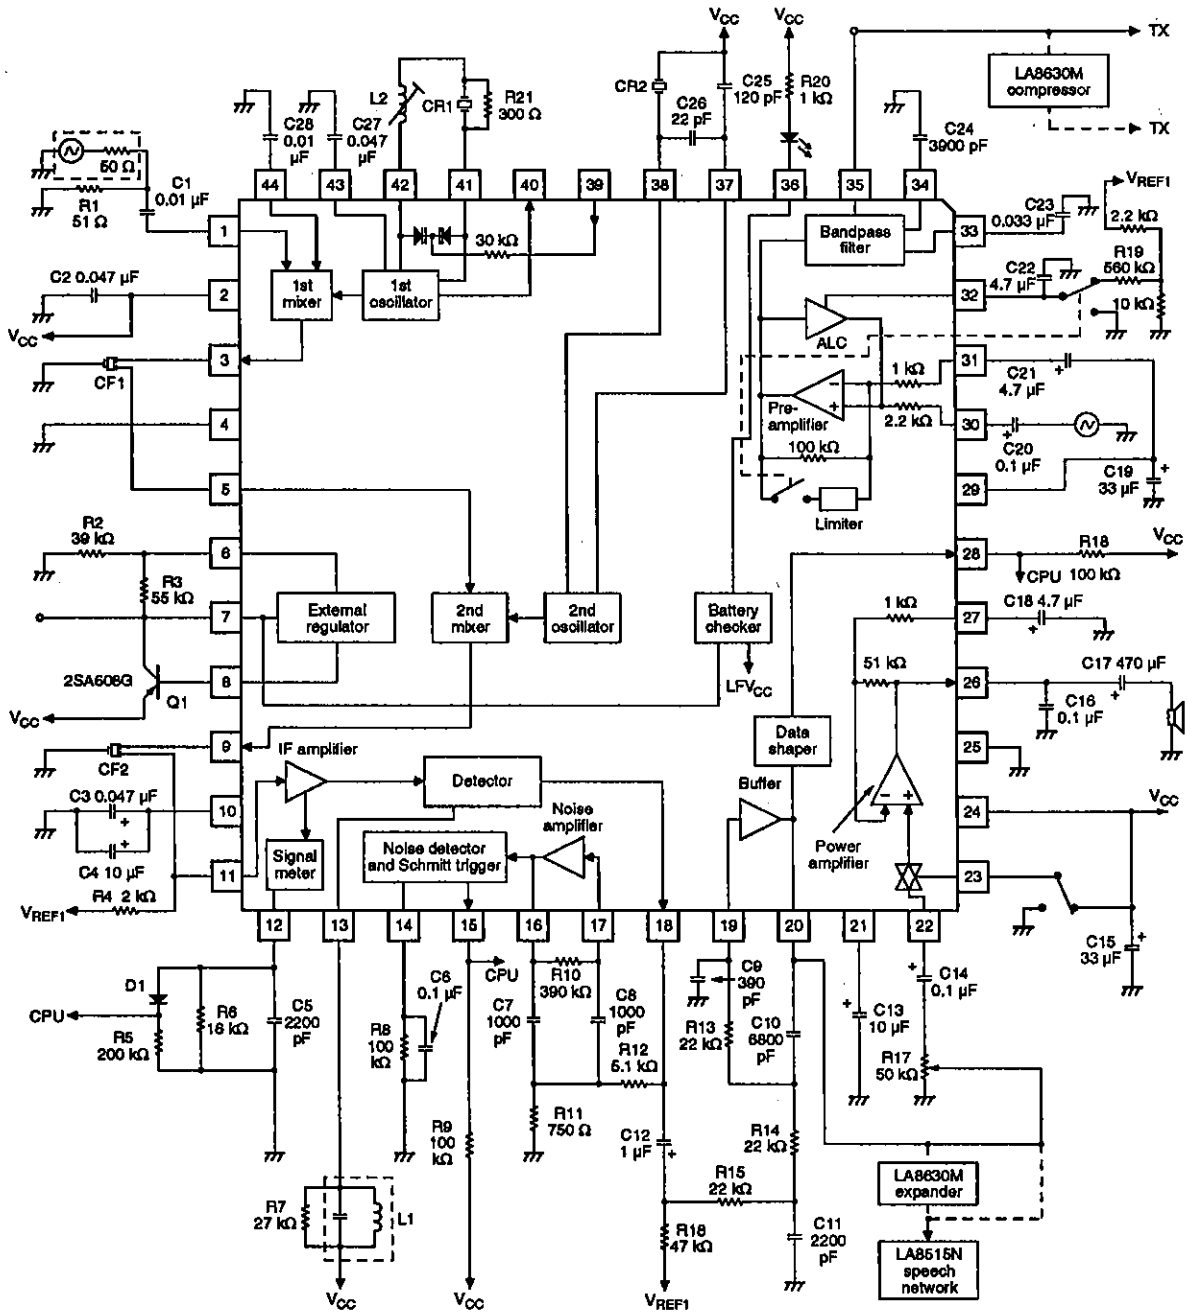 VCC
VCC
TX
LA8630M
compressor
TX
L2
CR1
R21
300 Ω
CR2
C26
22 pF
C25
120 pF
R20
1 kΩ
C24
3900 pF
C28
0.01
µF
C27
0.047
µF
50 Ω
R1
51 Ω
C1
0.01 µF
44
43
42
41
40
39
38
37
36
35
34
VREF1
2.2 kΩ
C23
0.033 µF
1
30 kΩ
Bandpass
filter
33
R19
560 kΩ
10 kΩ
C22
4.7 µF
C2 0.047 µF
VCC
2
1st
mixer
1st
oscillator
32
ALC
3
CF1
31
C21
4.7 µF
1 kΩ
Pre-
amplifier
2.2 kΩ
4
30
C20
0.1 µF
100 kΩ
C19
33 µF
5
29
Limiter
R2
39 kΩ
6
28
R18
100 kΩ
VCC
CPU
R3
55 kΩ
7
External
regulator
2nd
mixer
2nd
oscillator
Battery
checker
1 kΩ
27
C18 4.7 µF
2SA608G
Q1
8
LFVCC
51 kΩ
26
C17 470 µF
C16
0.1 µF
VCC
9
CF2
IF amplifier
Data
shaper
25
Detector
Buffer
C3 0.047 µF
10
C4 10 µF
Noise
amplifier
24
VCC
Power
amplifier
Signal
meter
Noise detector
and Schmitt trigger
11
R4 2 kΩ
VREF1
23
12
13
14
15
16
17
18
19
20
21
22
C15
33 µF
D1
CPU
R5
200 kΩ
R6
16 kΩ
C5
2200
pF
R8
100
kΩ
C6
0.1 µF
CPU
R10
390 kΩ
C7
1000
pF
C8
1000
pF
R12
5.1 kΩ
C9
390
pF
R13
22 kΩ
C10
6800
pF
C13
10 µF
C14
0.1 µF
R17
50 kΩ
R9
100
kΩ
R11
750 Ω
C12
1 µF
R14
22 kΩ
R15
22 kΩ
LA8630M
expander
R7
27 kΩ
L1
R18
47 kΩ
C11
2200
pF
LA8515N
speech
network
VCC
VCC
VREF1